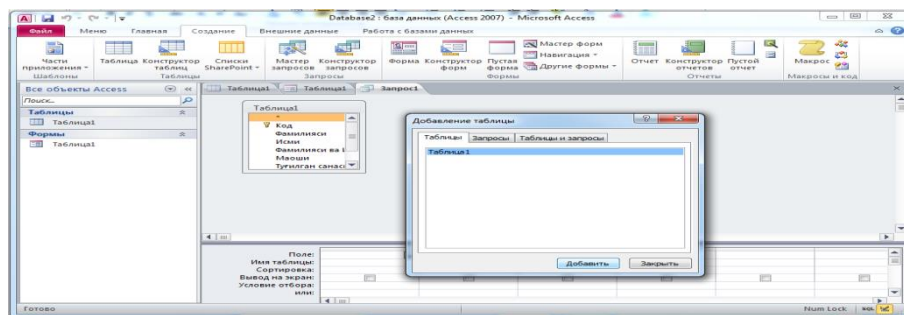 Database2 : база данных (Access 2007) - Microsoft Access
Файл Меню Главная Создание Внешние данные Работа с базами данных
Части приложения Таблица Конструктор таблиц Списки SharePoint Мастер запросов Конструктор запросов Форма Конструктор форм Пустая форма Мастер форм Навигация Другие формы Отчет Конструктор отчетов Пустой отчет Макрос
Шаблоны Таблицы Запросы Формы Отчеты Макросы и код
Все объекты Access
Поиск...
Таблицы
Таблица1
Формы
Таблица1
Таблица1 Таблица1 Запрос1
Таблица1
*
Код
Фамилияси
Исми
Фамилияси ва
Маоши
Туғилган санаси
Добавление таблицы
Таблицы Запросы Таблицы и запросы
Таблица1
Добавить Закрыть
Поле:
Имя таблицы:
Сортировка:
Вывод на экран:
Условие отбора:
или:
Готово Num Lock SQL